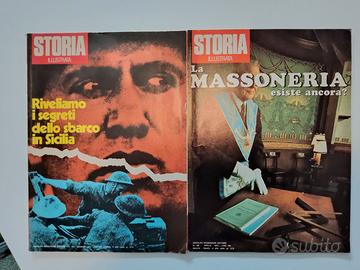 STORIA
ILLUSTRATA
Riveliamo
i segreti
dello sbarco
in Sicilia
STORIA
ILLUSTRATA
La
MASSONERIA
esiste ancora?
subito